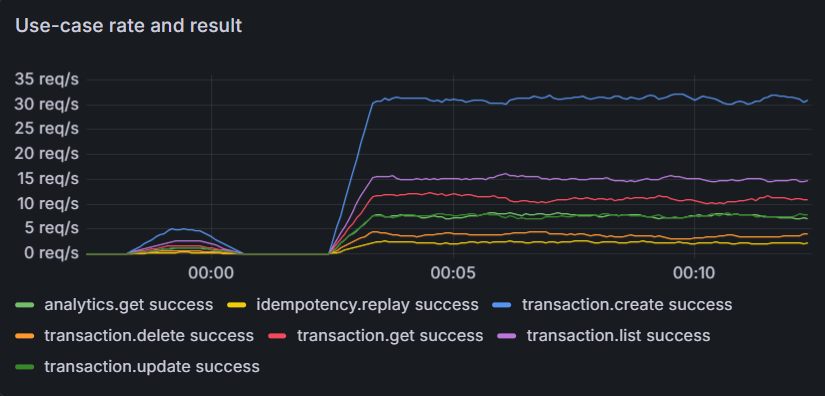 Use-case rate and result
35 req/s
30 req/s
25 req/s
20 req/s
15 req/s
10 req/s
5 req/s
0 req/s
00:00 00:05 00:10
analytics.get success idempotency.replay success transaction.create success
transaction.delete success transaction.get success transaction.list success
transaction.update success